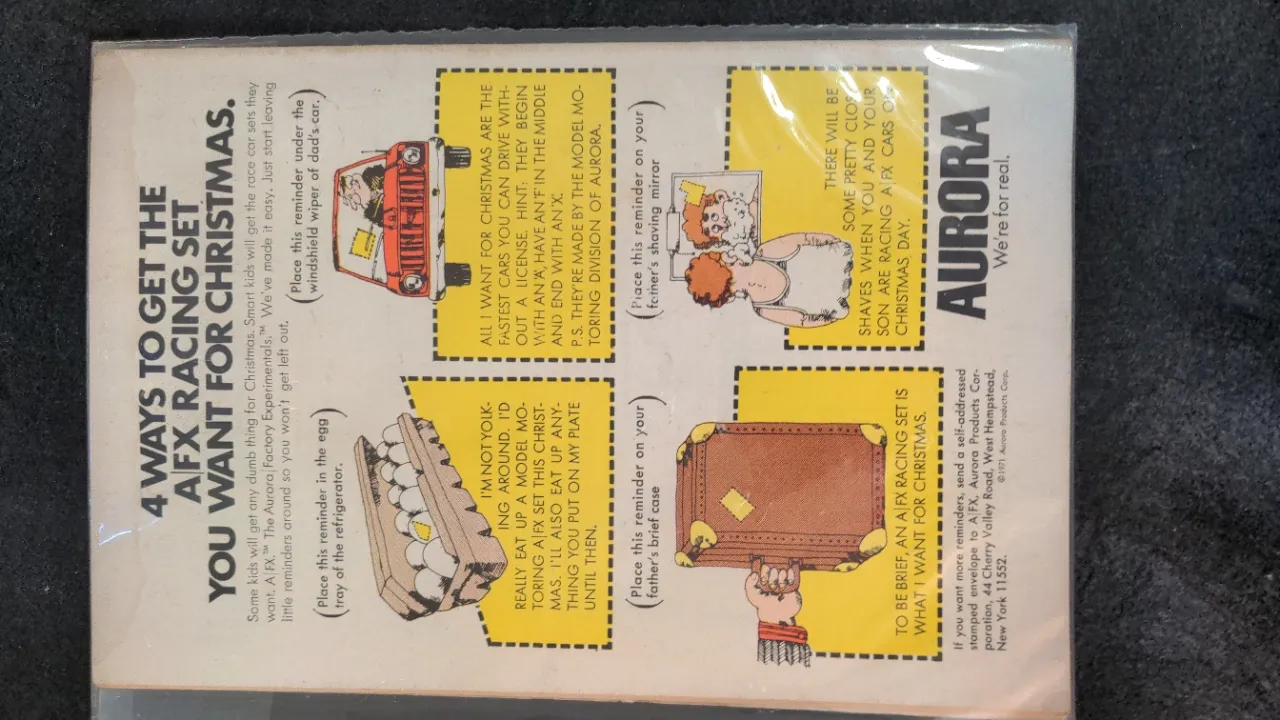 4 WAYS TO GET THE
A|FX RACING SET
YOU WANT FOR CHRISTMAS.
Some kids will get any dumb thing for Christmas. Smart kids will get the race car sets they
want. A|FX.™ The Aurora|Factory Experimentals.™ We've made it easy. Just start leaving
little reminders around so you won't get left out.
(Place this reminder in the egg
tray of the refrigerator.)
I'M NOT YOLK-
ING AROUND. I'D
REALLY EAT UP A MODEL MO-
TORING A|FX SET THIS CHRIST-
MAS. I'LL ALSO EAT UP ANY-
THING YOU PUT ON MY PLATE
UNTIL THEN.
(Place this reminder under the
windshield wiper of dad's car.)
ALL I WANT FOR CHRISTMAS ARE THE
FASTEST CARS YOU CAN DRIVE WITH-
OUT A LICENSE. HINT: THEY BEGIN
WITH AN 'A', HAVE AN 'F' IN THE MIDDLE
AND END WITH AN 'X'.
P.S. THEY'RE MADE BY THE MODEL MO-
TORING DIVISION OF AURORA.
(Place this reminder on your
father's brief case)
TO BE BRIEF, AN A|FX RACING SET IS
WHAT I WANT FOR CHRISTMAS.
(Place this reminder on your
father's shaving mirror)
THERE WILL BE
SOME PRETTY CLOSE
SHAVES WHEN YOU AND YOUR
SON ARE RACING A|FX CARS ON
CHRISTMAS DAY.
If you want more reminders, send a self-addressed
stamped envelope to A|FX, Aurora Products Cor-
poration, 44 Cherry Valley Road, West Hempstead,
New York 11552.
©1971 Aurora Products Corp.
AURORA
We're for real.